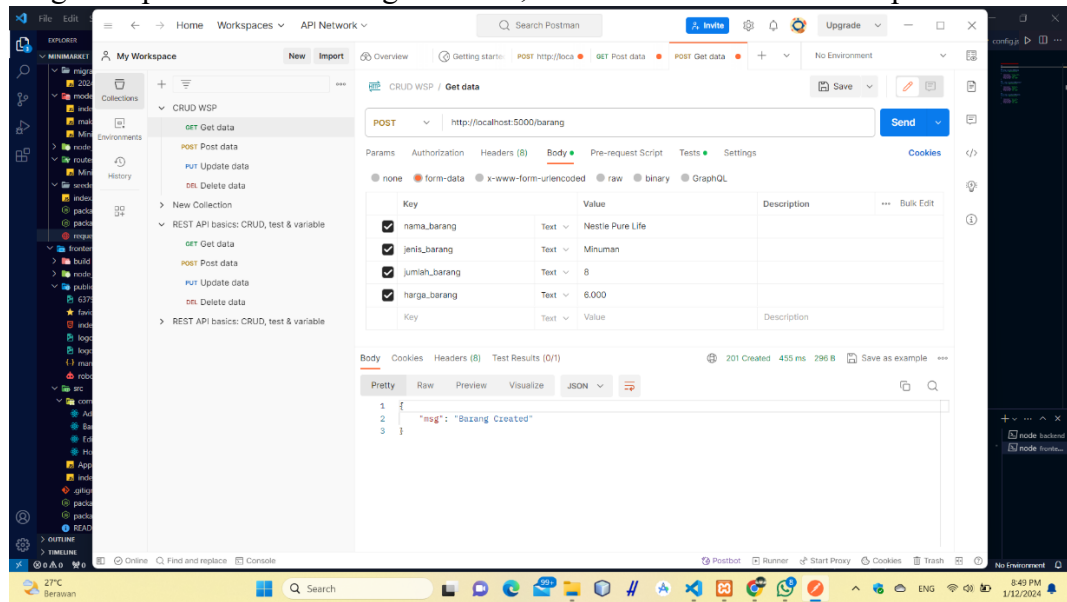 File Edit
Home Workspaces API Network
Search Postman
Invite
Upgrade
EXPLORER
MINIMARKET
My Workspace
New Import
Overview
POST http://loca
GET Post data
POST Get data
No Environment
Collections
Environments
History
CRUD WSP
GET Get data
POST Post data
PUT Update data
DEL Delete data
New Collection
REST API basics: CRUD, test & variable
GET Get data
POST Post data
PUT Update data
DEL Delete data
REST API basics: CRUD, test & variable
CRUD WSP / Get data
Save
POST http://localhost:5000/barang
Send
Params Authorization Headers (8) Body Pre-request Script Tests Settings
Cookies
none form-data x-www-form-urlencoded raw binary GraphQL
Key Value Description Bulk Edit
nama_barang Text Nestle Pure Life
jenis_barang Text Minuman
jumlah_barang Text 8
harga_barang Text 6.000
Key Text Value Description
Body Cookies Headers (8) Test Results (0/1)
201 Created 455 ms 296 B Save as example
Pretty Raw Preview Visualize JSON
1 {
2 "msg": "Barang Created"
3 }
node backend
OUTLINE
TIMELINE
Online Find and replace Console
Postbot Runner Start Proxy Cookies Trash
No Environment
27°C
Berawan
Search
99+
ENG
8:49 PM
1/12/2024